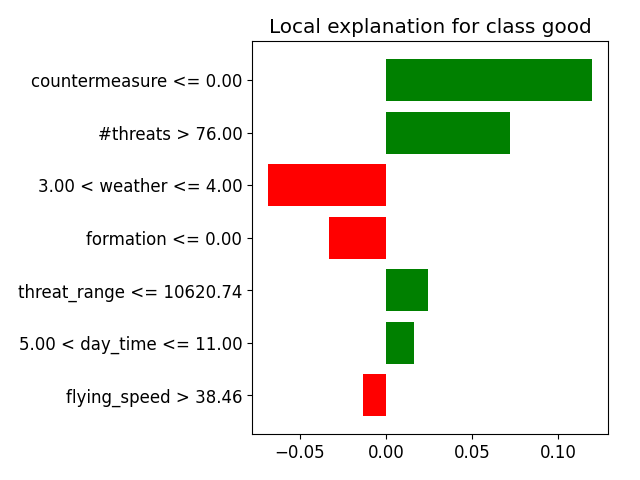 Local explanation for class good
countermeasure <= 0.00
#threats > 76.00
3.00 < weather <= 4.00
formation <= 0.00
threat_range <= 10620.74
5.00 < day_time <= 11.00
flying_speed > 38.46
−0.05 0.00 0.05 0.10